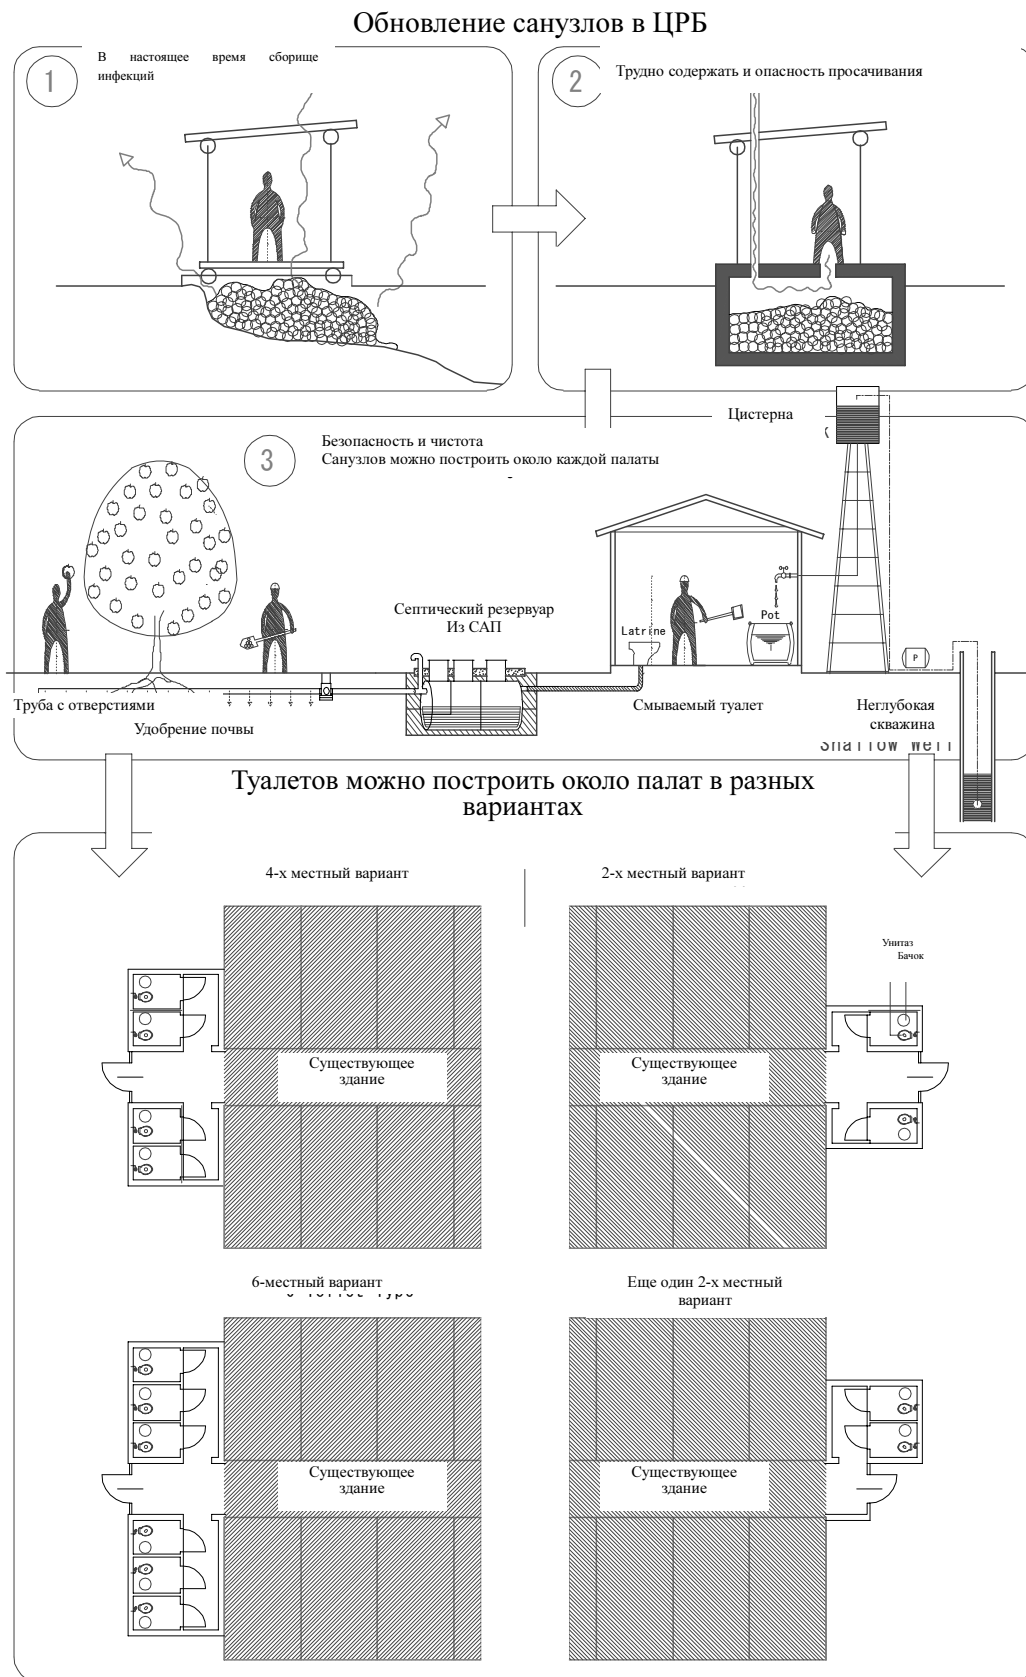 Обновление санузлов в ЦРБ
1
В настоящее время сборище
инфекций
2
Трудно содержать и опасность просачивания
Цистерна
3
Безопасность и чистота
Санузлов можно построить около каждой палаты
-
Септический резервуар
Из САП
Latrine
Pot
P
Труба с отверстиями
Удобрение почвы
Смываемый туалет
Неглубокая
скважина
Shallow Well
Туалетов можно построить около палат в разных
вариантах
4-х местный вариант
2-х местный вариант
Унитаз
Бачок
Существующее
здание
Существующее
здание
6-местный вариант
Еще один 2-х местный
вариант
Существующее
здание
Существующее
здание